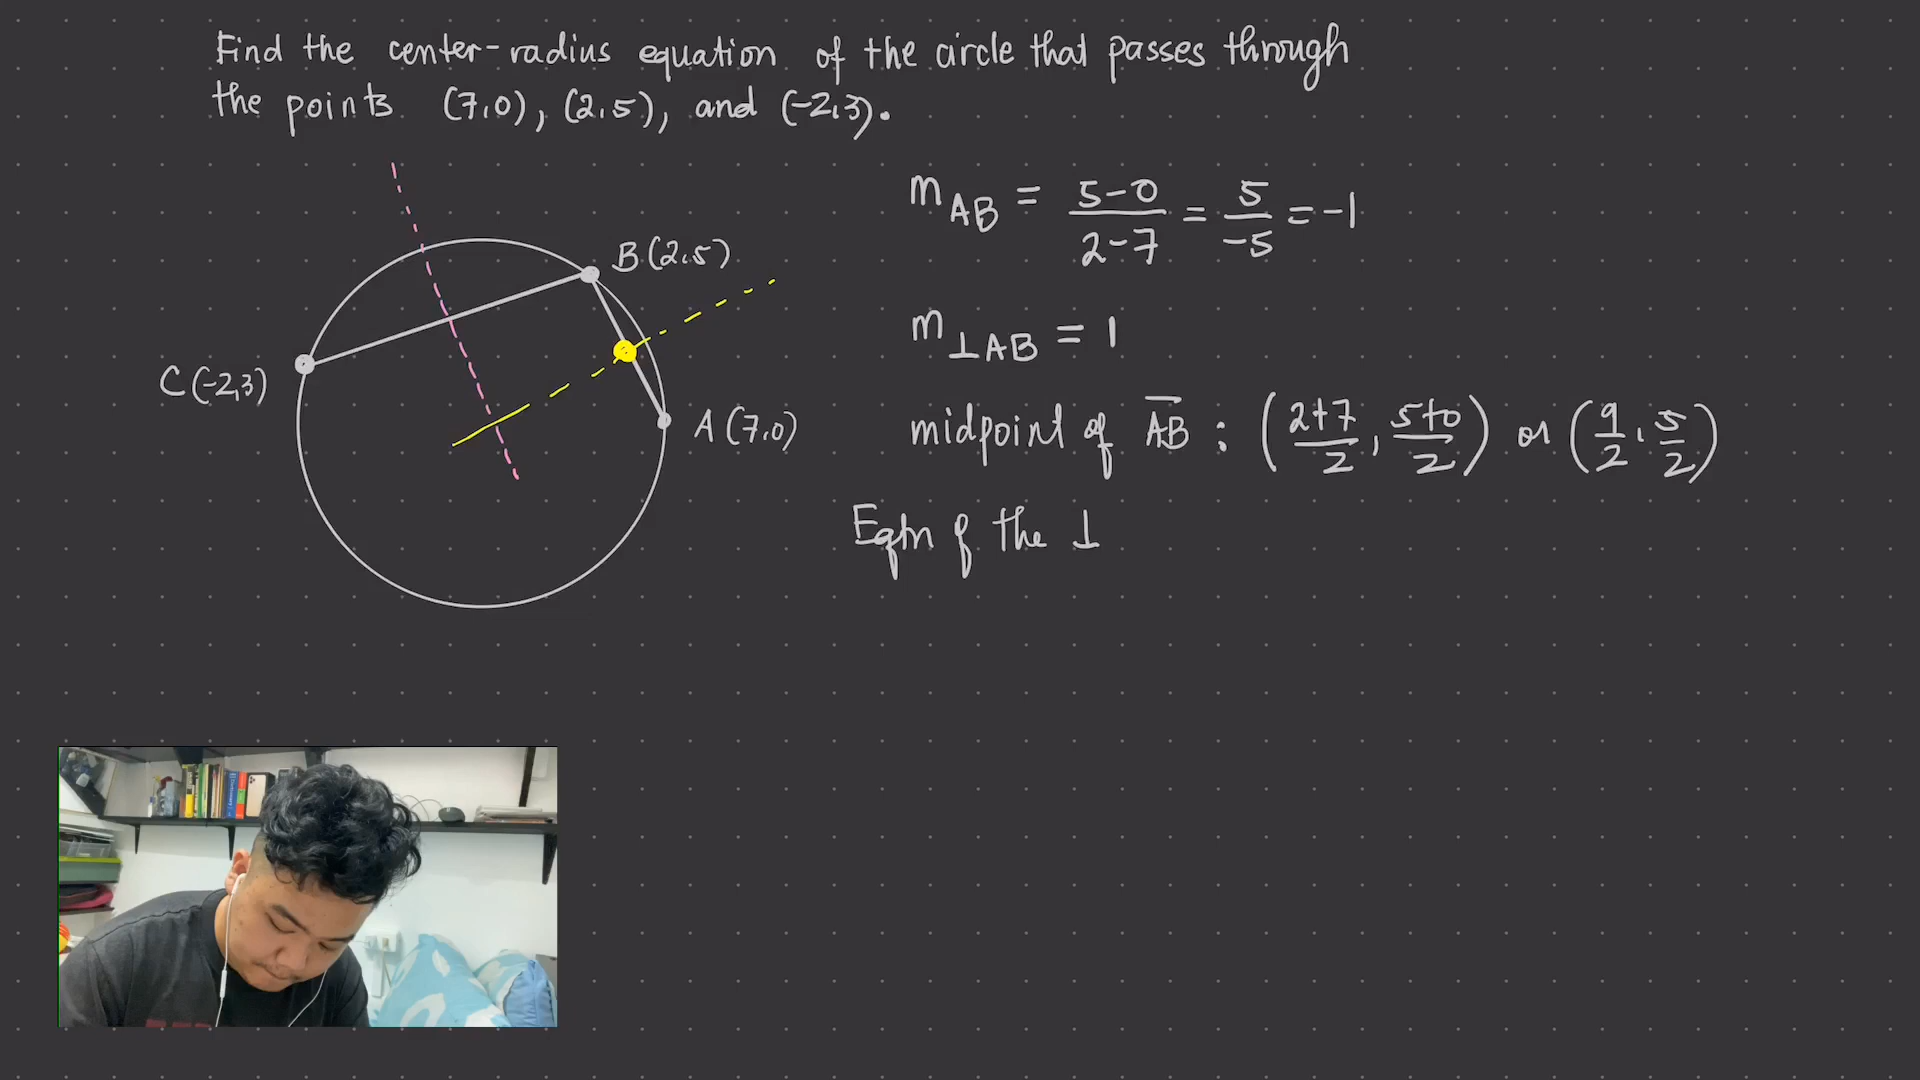 Find the center-radius equation of the circle that passes through
the points (7,0), (2,5), and (-2,3).
m_AB = 5-0/2-7 = 5/-5 = -1
B(2,5)
m_⊥AB = 1
C(-2,3)
A(7,0)
midpoint of AB : (2+7/2, 5+0/2) or (9/2, 5/2)
Eqtn of the ⊥